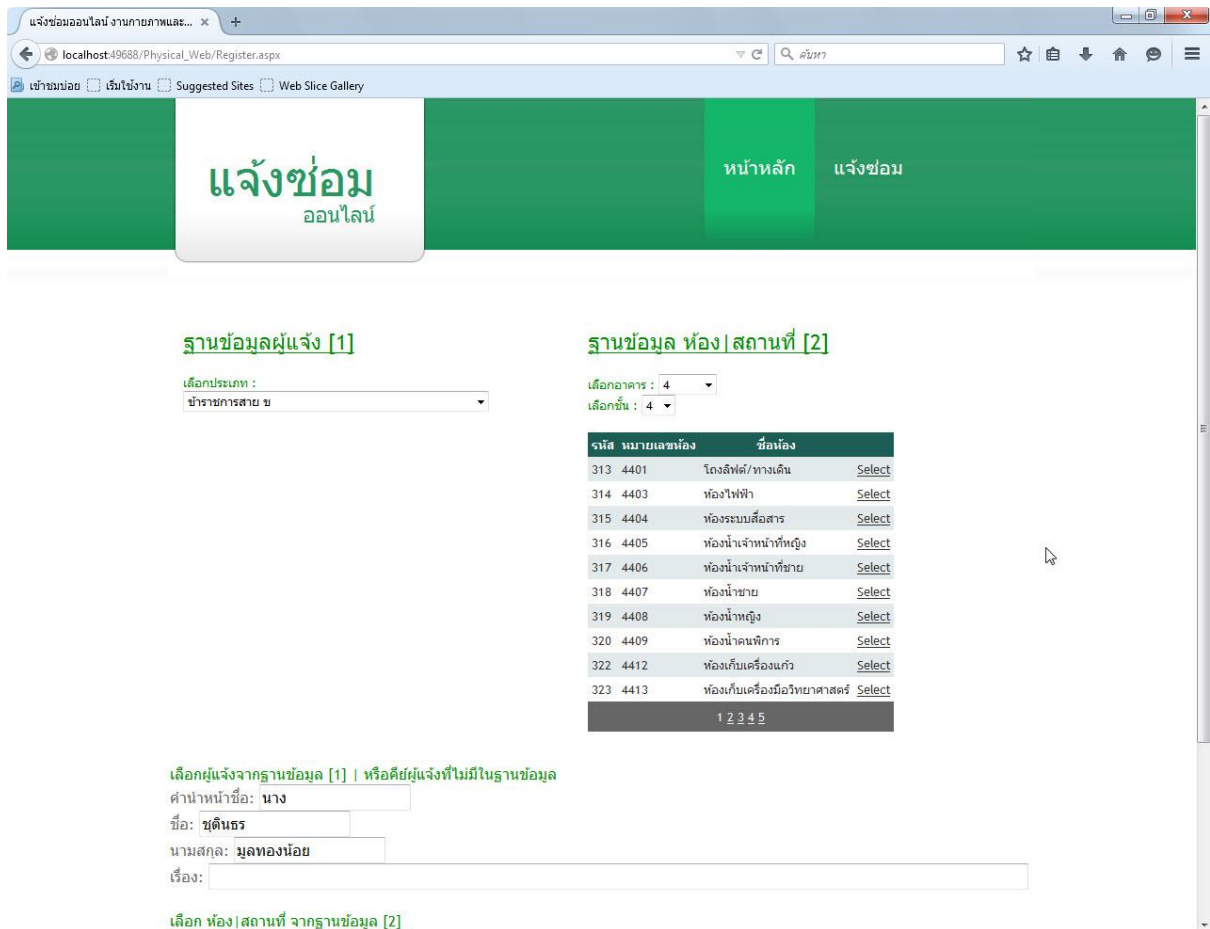 แจ้งซ่อมออนไลน์ งานกายภาพและ... × +
localhost:49688/Physical_Web/Register.aspx
ค้นหา
เข้าชมบ่อย เริ่มใช้งาน Suggested Sites Web Slice Gallery
แจ้งซ่อม
ออนไลน์
หน้าหลัก แจ้งซ่อม
ฐานข้อมูลผู้แจ้ง [1]
เลือกประเภท :
ข้าราชการสาย ข
ฐานข้อมูล ห้อง|สถานที่ [2]
เลือกอาคาร : 4
เลือกชั้น : 4
รหัส หมายเลขห้อง ชื่อห้อง
313 4401 โถงลิฟต์/ทางเดิน Select
314 4403 ห้องไฟฟ้า Select
315 4404 ห้องระบบสื่อสาร Select
316 4405 ห้องน้ำเจ้าหน้าที่หญิง Select
317 4406 ห้องน้ำเจ้าหน้าที่ชาย Select
318 4407 ห้องน้ำชาย Select
319 4408 ห้องน้ำหญิง Select
320 4409 ห้องน้ำคนพิการ Select
322 4412 ห้องเก็บเครื่องแก้ว Select
323 4413 ห้องเก็บเครื่องมือวิทยาศาสตร์ Select
1 2 3 4 5
เลือกผู้แจ้งจากฐานข้อมูล [1] | หรือคีย์ผู้แจ้งที่ไม่มีในฐานข้อมูล
คำนำหน้าชื่อ: นาง
ชื่อ: ชุตินธร
นามสกุล: มูลทองน้อย
เรื่อง:
เลือก ห้อง|สถานที่ จากฐานข้อมูล [2]